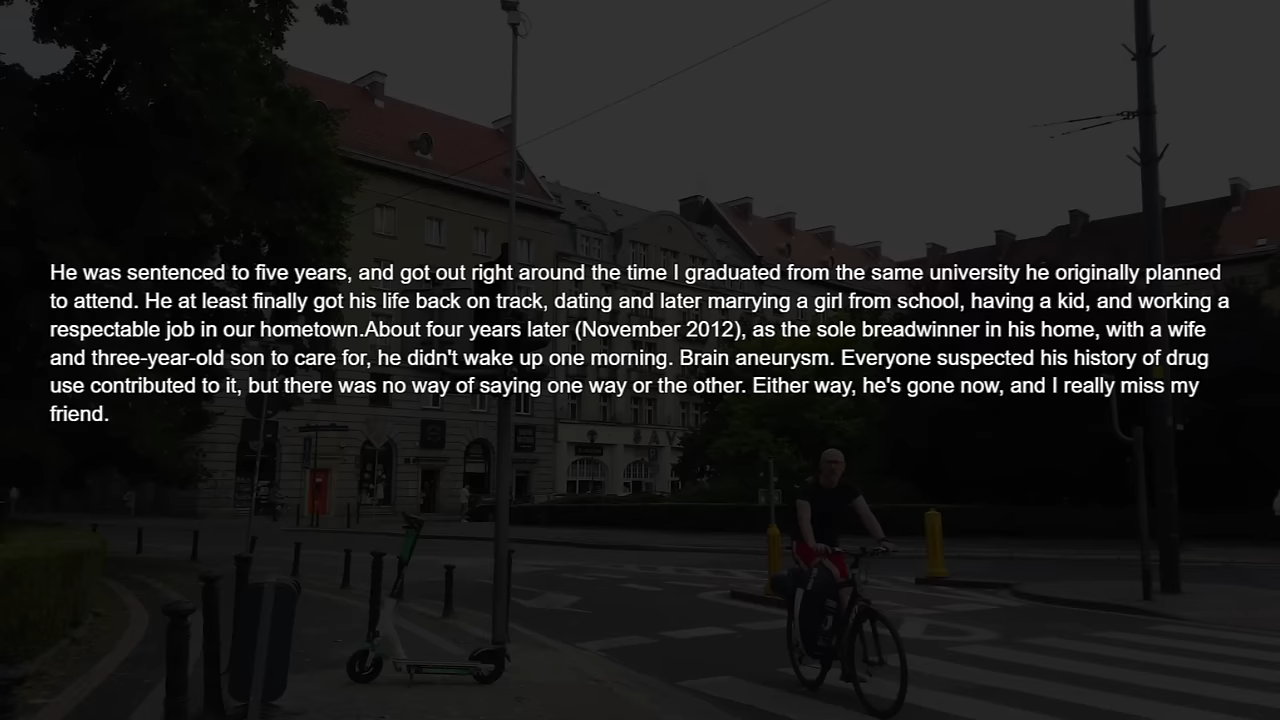 He was sentenced to five years, and got out right around the time I graduated from the same university he originally planned
to attend. He at least finally got his life back on track, dating and later marrying a girl from school, having a kid, and working a
respectable job in our hometown.About four years later (November 2012), as the sole breadwinner in his home, with a wife
and three-year-old son to care for, he didn't wake up one morning. Brain aneurysm. Everyone suspected his history of drug
use contributed to it, but there was no way of saying one way or the other. Either way, he's gone now, and I really miss my
friend.